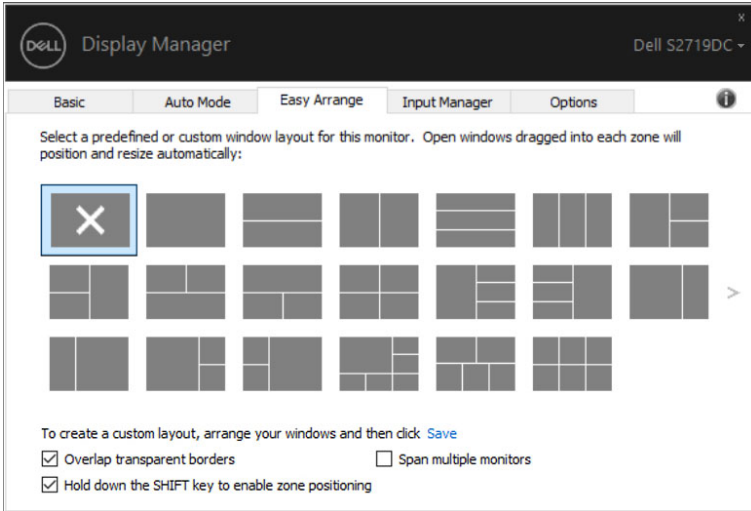 x
DELL Display Manager Dell S2719DC
Basic Auto Mode Easy Arrange Input Manager Options i
Select a predefined or custom window layout for this monitor. Open windows dragged into each zone will
position and resize automatically:
>
To create a custom layout, arrange your windows and then click Save
Overlap transparent borders Span multiple monitors
Hold down the SHIFT key to enable zone positioning